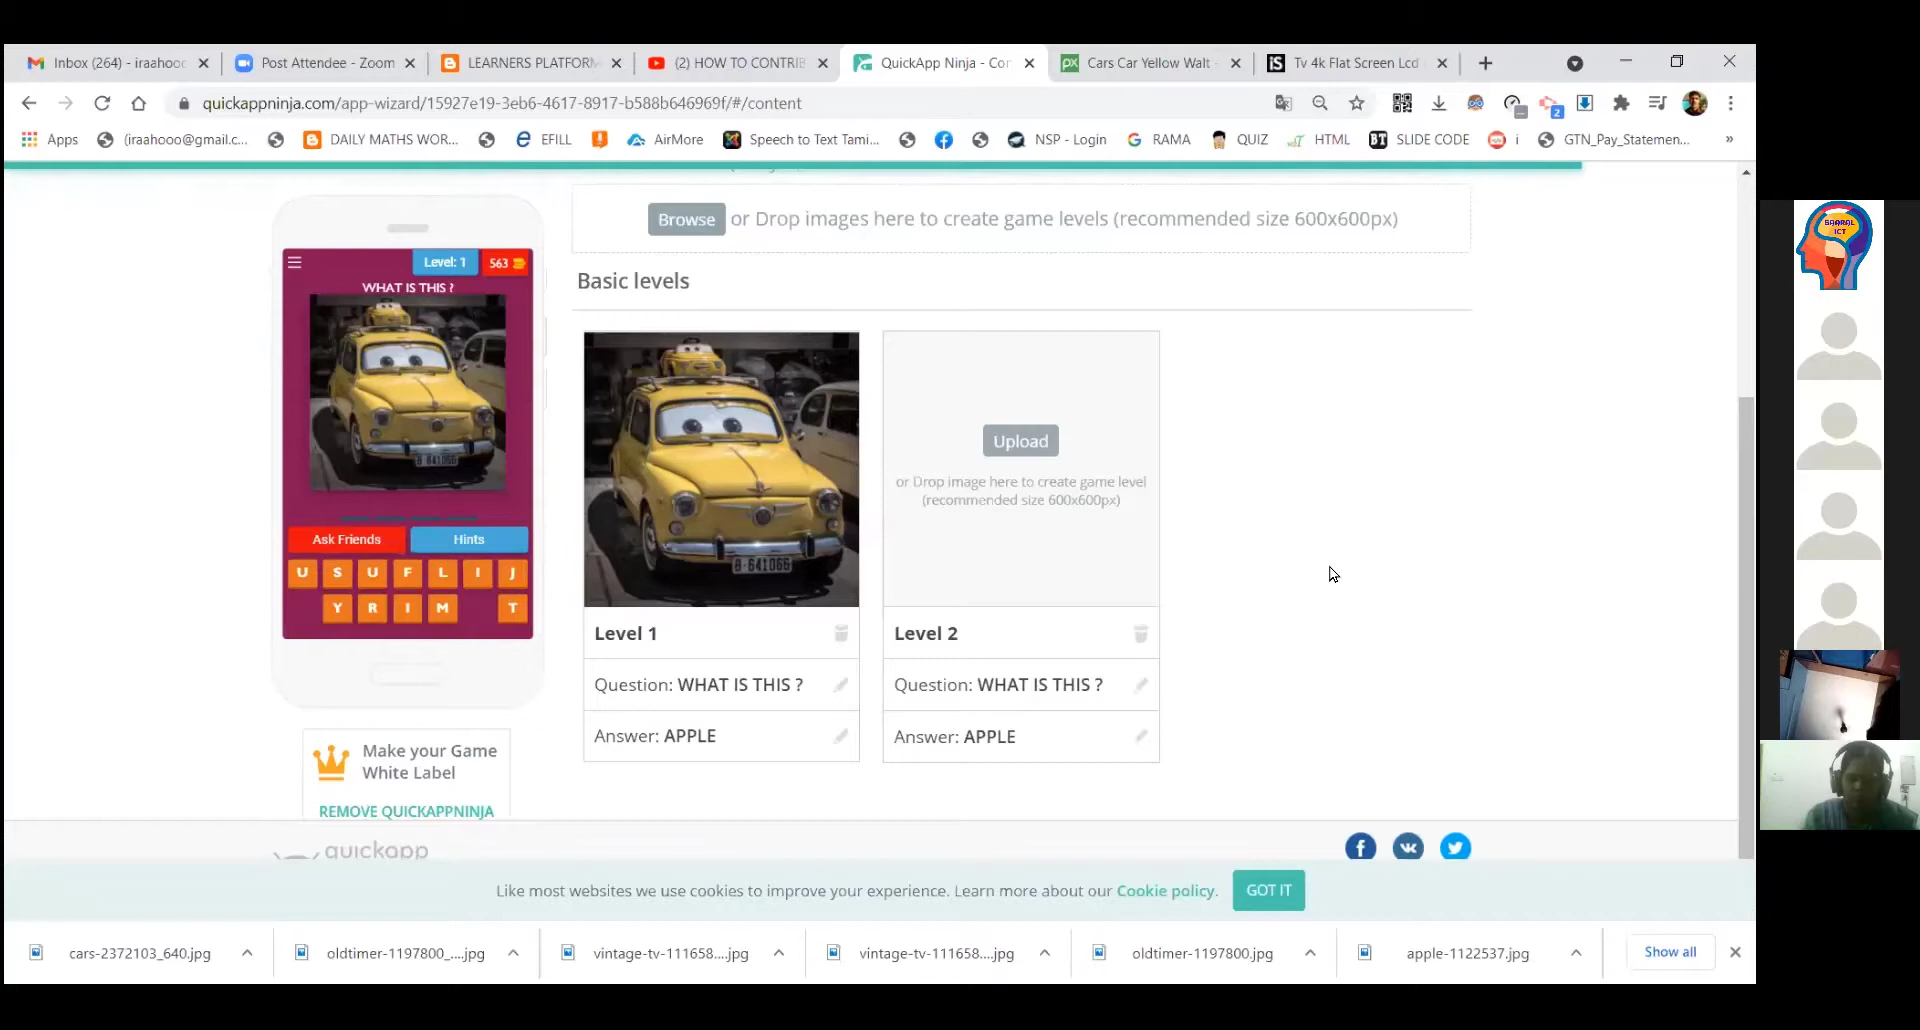 Inbox (264) - iraahooc
Post Attendee - Zoom
LEARNERS PLATFORM
(2) HOW TO CONTRIB
QuickApp Ninja - Cor
Cars Car Yellow Walt -
Tv 4k Flat Screen Lcd
quickappninja.com/app-wizard/15927e19-3eb6-4617-8917-b588b646969f/#/content
2
Apps
(iraahooo@gmail.c...
DAILY MATHS WOR...
EFILL
AirMore
Speech to Text Tami...
NSP - Login
RAMA
QUIZ
HTML
BT SLIDE CODE
i
GTN_Pay_Statemen...
»
Browse or Drop images here to create game levels (recommended size 600x600px)
Basic levels
Level: 1
563
WHAT IS THIS ?
B 641066
Ask Friends
Hints
U S U F L I J
Y R I M T
B-641066
Upload
or Drop image here to create game level
(recommended size 600x600px)
Level 1
Level 2
Question: WHAT IS THIS ?
Question: WHAT IS THIS ?
Answer: APPLE
Answer: APPLE
Make your Game
White Label
REMOVE QUICKAPPNINJA
quickapp
Like most websites we use cookies to improve your experience. Learn more about our Cookie policy.
GOT IT
cars-2372103_640.jpg
oldtimer-1197800_....jpg
vintage-tv-111658....jpg
vintage-tv-111658....jpg
oldtimer-1197800.jpg
apple-1122537.jpg
Show all
SAARAL
ICT